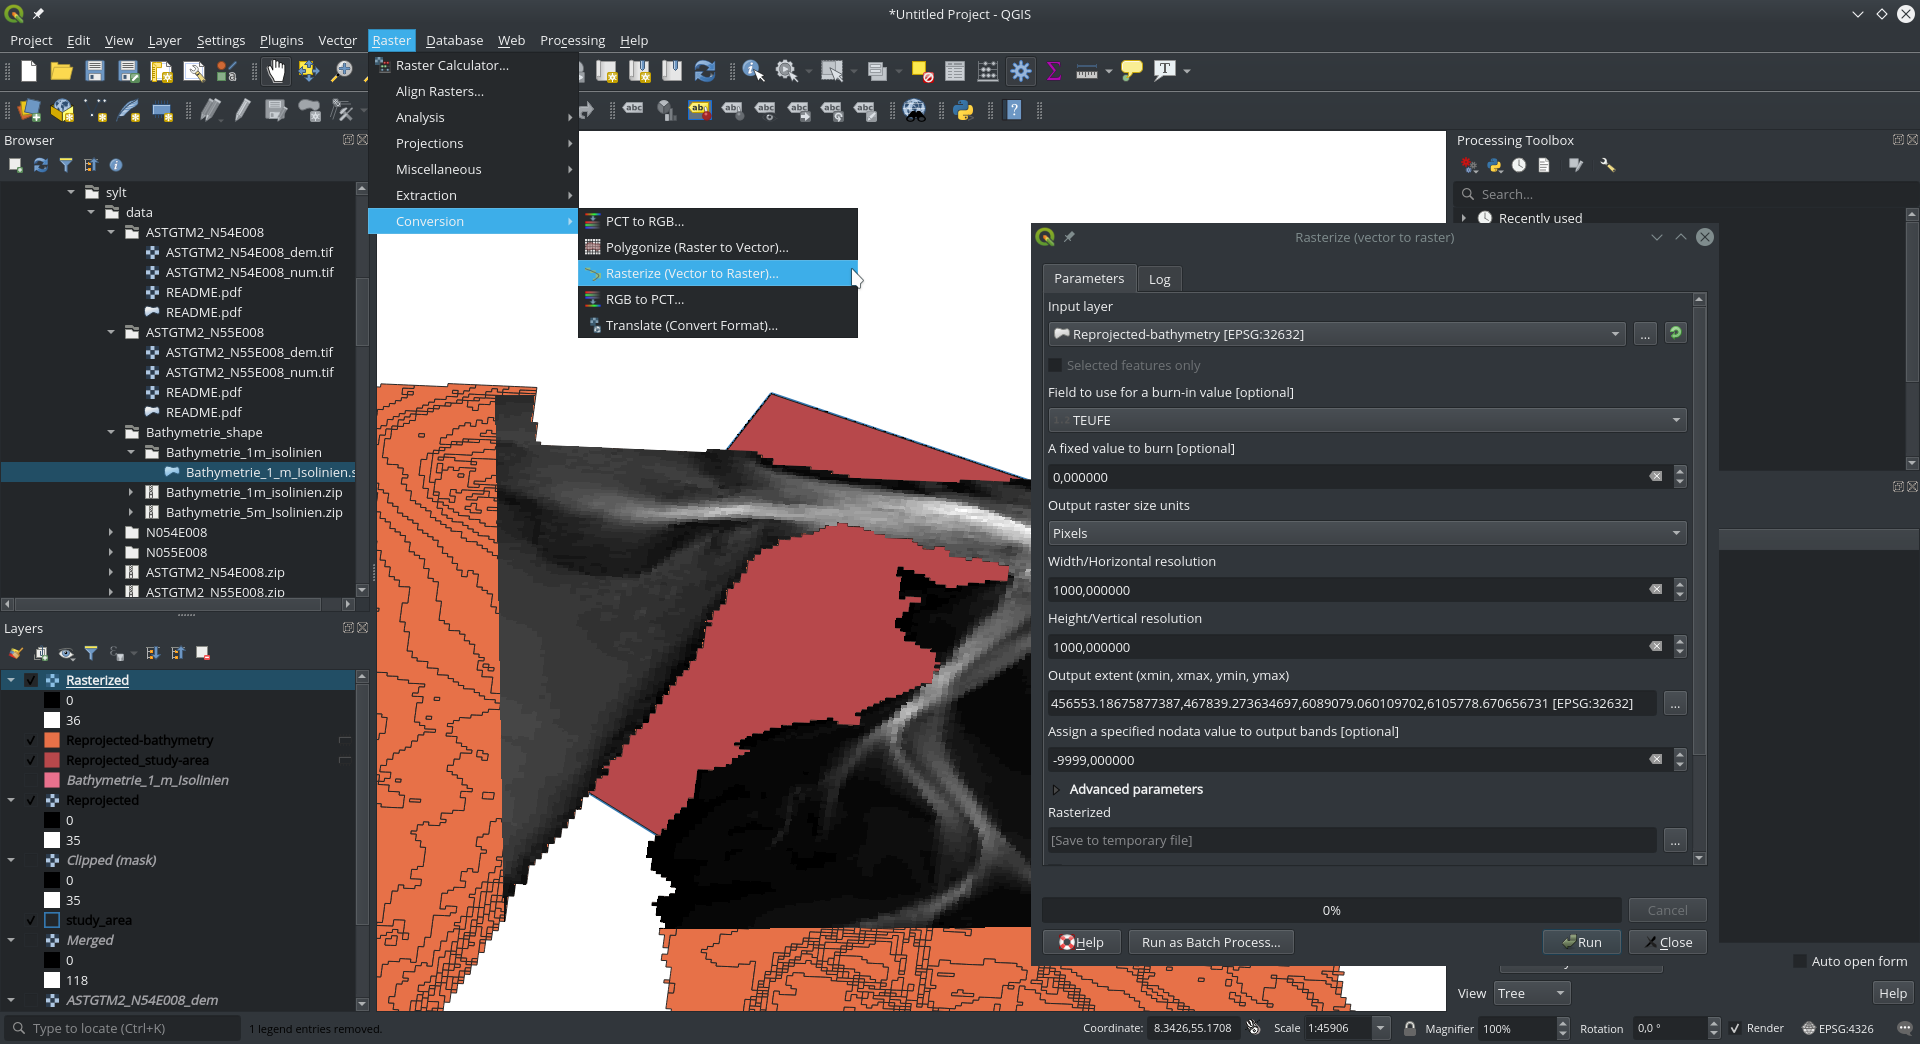 *Untitled Project - QGIS
Project Edit View Layer Settings Plugins Vector Raster Database Web Processing Help
Raster Calculator...
Align Rasters...
Analysis
Projections
Miscellaneous
Extraction
Conversion
PCT to RGB...
Polygonize (Raster to Vector)...
Rasterize (Vector to Raster)...
RGB to PCT...
Translate (Convert Format)...
Browser
sylt
data
ASTGTM2_N54E008
ASTGTM2_N54E008_dem.tif
ASTGTM2_N54E008_num.tif
README.pdf
README.pdf
ASTGTM2_N55E008
ASTGTM2_N55E008_dem.tif
ASTGTM2_N55E008_num.tif
README.pdf
README.pdf
Bathymetrie_shape
Bathymetrie_1m_isolinien
Bathymetrie_1_m_Isolinien.s
Bathymetrie_1m_isolinien.zip
Bathymetrie_5m_Isolinien.zip
N054E008
N055E008
ASTGTM2_N54E008.zip
ASTGTM2_N55E008.zip
Layers
Rasterized
0
36
Reprojected-bathymetry
Reprojected_study-area
Bathymetrie_1_m_Isolinien
Reprojected
0
35
Clipped (mask)
0
35
study_area
Merged
0
118
ASTGTM2_N54E008_dem
abc abc abc abc abc abc abc
T
Processing Toolbox
Search...
Recently used
Rasterize (vector to raster)
Parameters Log
Input layer
Reprojected-bathymetry [EPSG:32632]
...
Selected features only
Field to use for a burn-in value [optional]
1.2 TEUFE
A fixed value to burn [optional]
0,000000
Output raster size units
Pixels
Width/Horizontal resolution
1000,000000
Height/Vertical resolution
1000,000000
Output extent (xmin, xmax, ymin, ymax)
456553.18675877387,467839.273634697,6089079.060109702,6105778.670656731 [EPSG:32632]
...
Assign a specified nodata value to output bands [optional]
-9999,000000
Advanced parameters
Rasterized
[Save to temporary file]
...
0%
Cancel
Help Run as Batch Process... Run Close
Auto open form
View Tree Help
Type to locate (Ctrl+K) 1 legend entries removed. Coordinate: 8.3426,55.1708 Scale 1:45906 Magnifier 100% Rotation 0,0 ° Render EPSG:4326